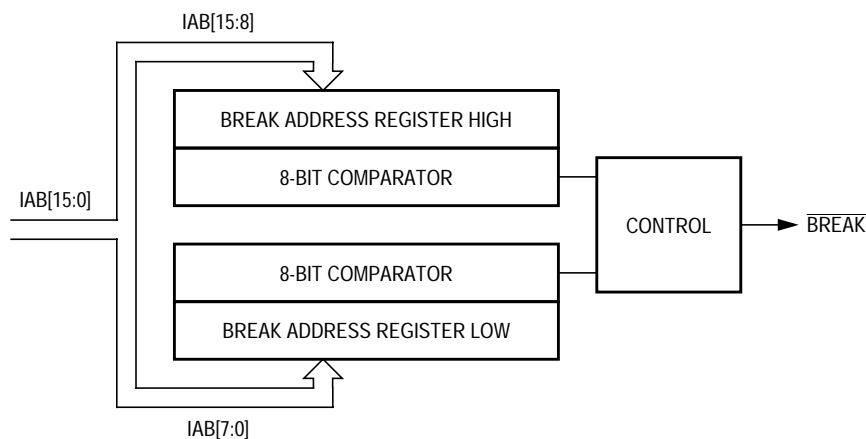 IAB[15:8]
BREAK ADDRESS REGISTER HIGH
8-BIT COMPARATOR
IAB[15:0]
CONTROL
BREAK
8-BIT COMPARATOR
BREAK ADDRESS REGISTER LOW
IAB[7:0]